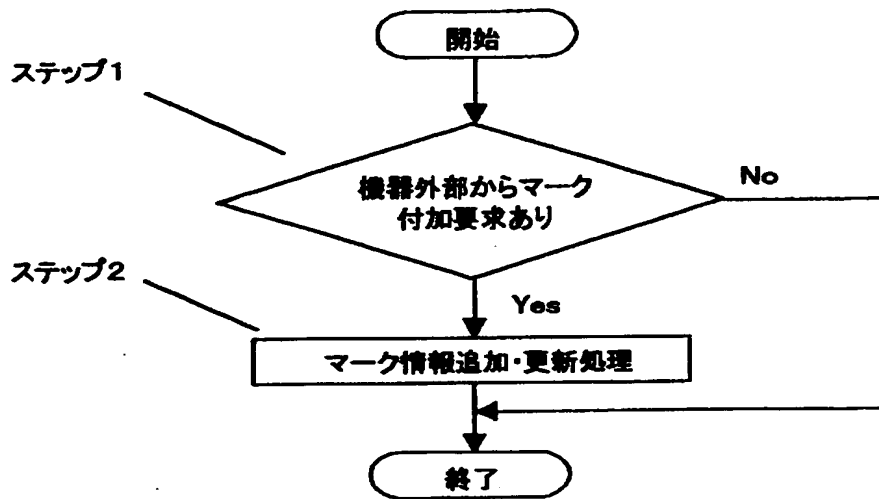 開始
ステップ1
機器外部からマーク
付加要求あり
No
ステップ2
Yes
マーク情報追加・更新処理
終了